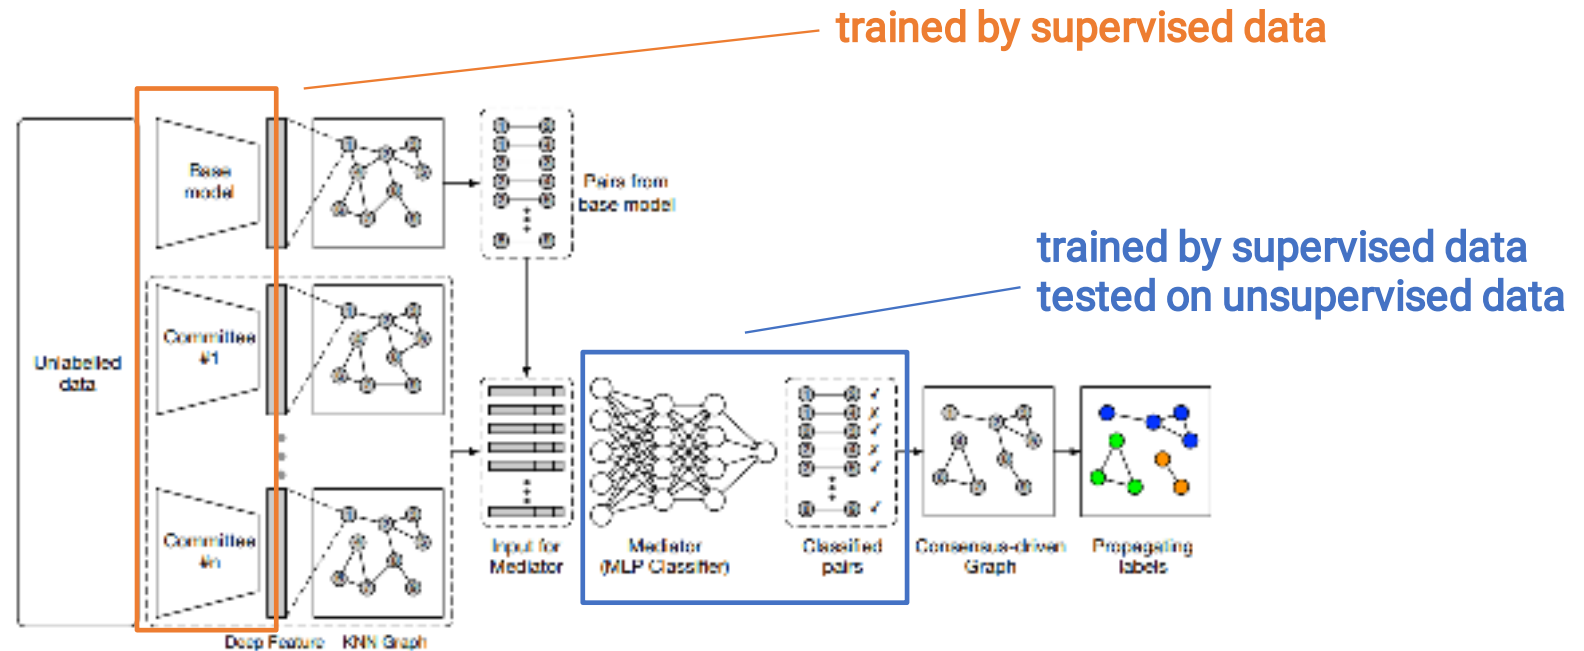 trained by supervised data
Base
model
Pairs from
base model
trained by supervised data
tested on unsupervised data
Committee
#1
Unlabelled
data
Committee
#n
Input for
Mediator
Mediator
(MLP Classifier)
Classified
pairs
Consensus-driven
Graph
Propagating
labels
Deep Feature
KNN Graph